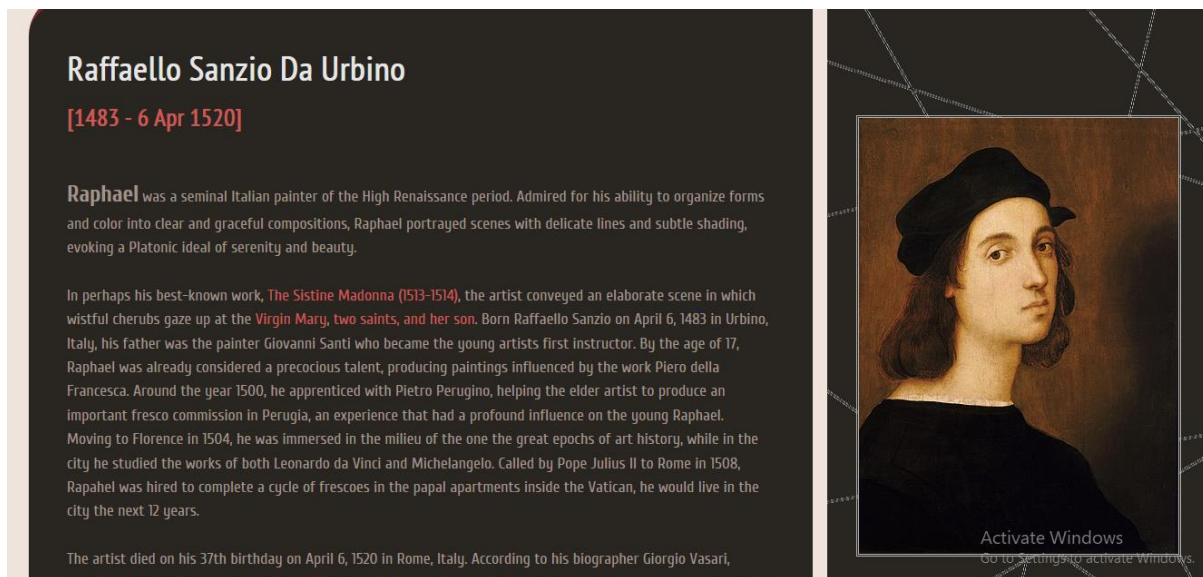 Raffaello Sanzio Da Urbino
[1483 - 6 Apr 1520]
Raphael was a seminal Italian painter of the High Renaissance period. Admired for his ability to organize forms
and color into clear and graceful compositions, Raphael portrayed scenes with delicate lines and subtle shading,
evoking a Platonic ideal of serenity and beauty.
In perhaps his best-known work, The Sistine Madonna (1513-1514), the artist conveyed an elaborate scene in which
wistful cherubs gaze up at the Virgin Mary, two saints, and her son. Born Raffaello Sanzio on April 6, 1483 in Urbino,
Italy, his father was the painter Giovanni Santi who became the young artists first instructor. By the age of 17,
Raphael was already considered a precocious talent, producing paintings influenced by the work Piero della
Francesca. Around the year 1500, he apprenticed with Pietro Perugino, helping the elder artist to produce an
important fresco commission in Perugia, an experience that had a profound influence on the young Raphael.
Moving to Florence in 1504, he was immersed in the milieu of the one the great epochs of art history, while in the
city he studied the works of both Leonardo da Vinci and Michelangelo. Called by Pope Julius II to Rome in 1508,
Rapahel was hired to complete a cycle of frescoes in the papal apartments inside the Vatican, he would live in the
city the next 12 years.
The artist died on his 37th birthday on April 6, 1520 in Rome, Italy. According to his biographer Giorgio Vasari,
Activate Windows
Go to Settings to activate Windows.